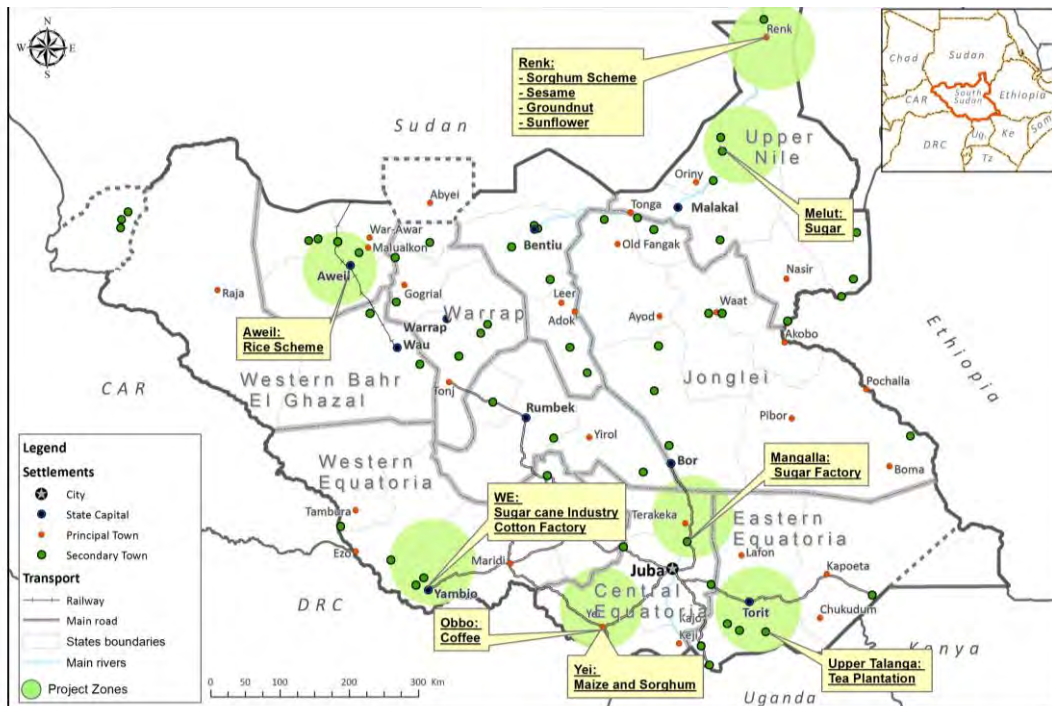 N
W
E
S
Renk
Renk:
- Sorghum Scheme
- Sesame
- Groundnut
- Sunflower
Chad
Sudan
CAR
South
Sudan
Ethiopia
DRC
Ug.
Ke
Som
Tz
Sudan
Upper
Nile
Abyei
Oriny
Malakal
Melut:
Sugar
Tonga
War-Awar
Malualkon
Bentiu
Old Fangak
Aweil
Nasir
Raja
Gogrial
Leer
Adok
Ayod
Waat
Warrap
Warrap
Wau
Akobo
Aweil:
Rice Scheme
Ethiopia
CAR
Western Bahr
El Ghazal
Jonglei
Tonj
Pochalla
Rumbek
Pibor
Yirol
Legend
Settlements
City
State Capital
Principal Town
Secondary Town
Transport
Railway
Main road
States boundaries
Main rivers
Project Zones
Bor
Mangalla:
Sugar Factory
Boma
Western
Equatoria
WE:
Sugar cane Industry
Cotton Factory
Tambura
Terakeka
Eastern
Equatoria
Ezo
Maridi
Lafon
Juba
Kapoeta
DRC
Yambio
Central
Equatoria
Torit
Chukudum
Obbo:
Coffee
Yei
Kajo
Keji
Yei:
Maize and Sorghum
Upper Talanga:
Tea Plantation
Kenya
Uganda
0
100
200
300 Km